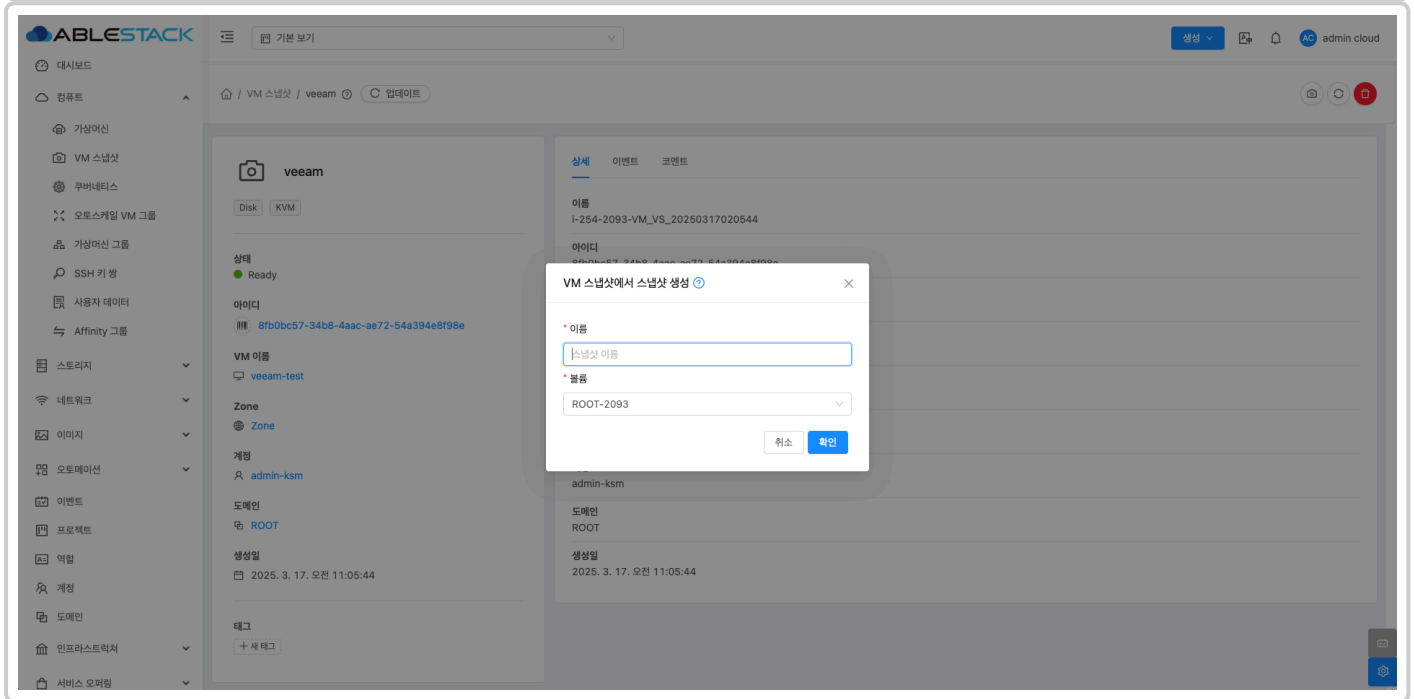 ABLESTACK
기본 보기
생성
AC admin cloud
대시보드
컴퓨트
가상머신
VM 스냅샷
쿠버네티스
오토스케일 VM 그룹
가상머신 그룹
SSH 키 쌍
사용자 데이터
Affinity 그룹
스토리지
네트워크
이미지
오토메이션
이벤트
프로젝트
역할
계정
도메인
인프라스트럭쳐
서비스 오퍼링
/ VM 스냅샷 / veeam 업데이트
veeam
Disk KVM
상태
Ready
아이디
8fb0bc57-34b8-4aac-ae72-54a394e8f98e
VM 이름
veeam-test
Zone
Zone
계정
admin-ksm
도메인
ROOT
생성일
2025. 3. 17. 오전 11:05:44
태그
+ 새 태그
상세 이벤트 코멘트
이름
i-254-2093-VM_VS_20250317020544
아이디
8fb0bc57-34b8-4aac-ae72-54a394e8f98e
VM 스냅샷에서 스냅샷 생성
* 이름
스냅샷 이름
* 볼륨
ROOT-2093
취소 확인
admin-ksm
도메인
ROOT
생성일
2025. 3. 17. 오전 11:05:44